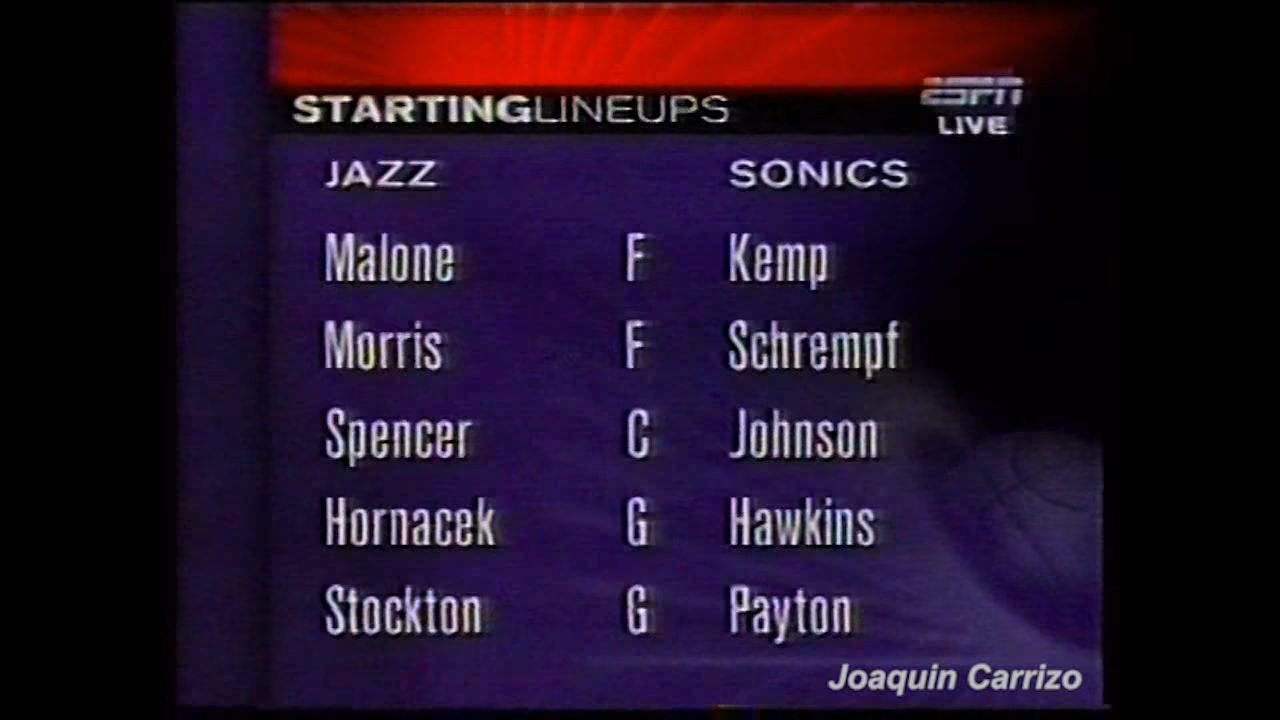 STARTINGLINEUPS
ESPN
LIVE
JAZZ SONICS
Malone F Kemp
Morris F Schrempf
Spencer C Johnson
Hornacek G Hawkins
Stockton G Payton
Joaquin Carrizo